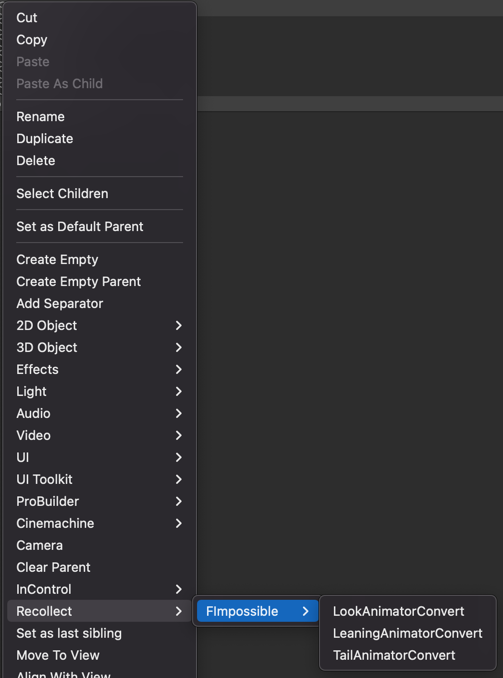 Cut
Copy
Paste
Paste As Child
Rename
Duplicate
Delete
Select Children
Set as Default Parent
Create Empty
Create Empty Parent
Add Separator
2D Object
3D Object
Effects
Light
Audio
Video
UI
UI Toolkit
ProBuilder
Cinemachine
Camera
Clear Parent
InControl
Recollect
FImpossible
LookAnimatorConvert
LeaningAnimatorConvert
TailAnimatorConvert
Set as last sibling
Move To View
Align With View